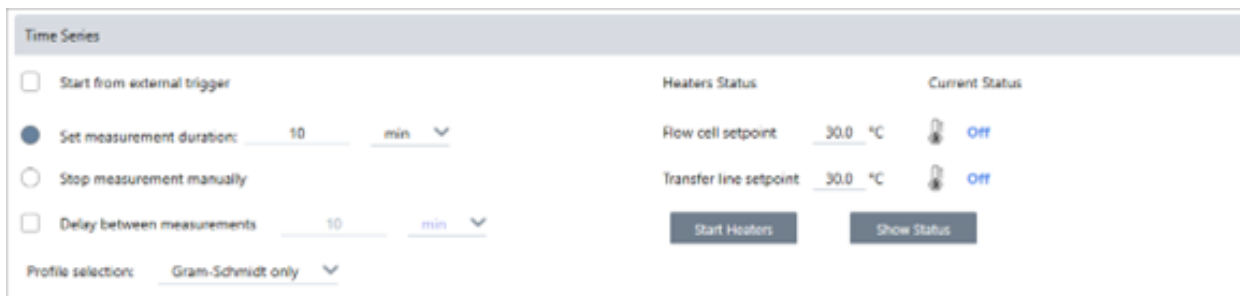 Time Series
Start from external trigger
Heaters Status
Current Status
Set measurement duration: 10 min
Flow cell setpoint 30.0 °C Off
Stop measurement manually
Transfer line setpoint 30.0 °C Off
Delay between measurements 10 min
Start Heaters
Show Status
Profile selection: Gram-Schmidt only